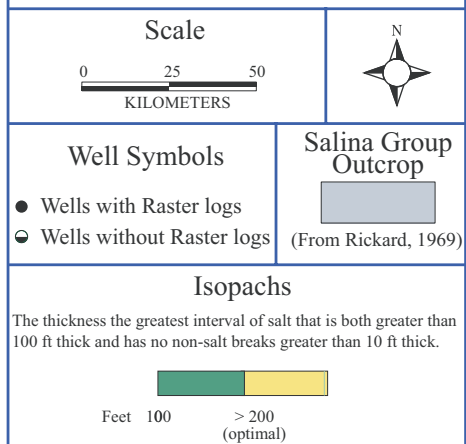 Scale
N
0 25 50
KILOMETERS
Well Symbols
Wells with Raster logs
Wells without Raster logs
Salina Group
Outcrop
(From Rickard, 1969)
Isopachs
The thickness the greatest interval of salt that is both greater than
100 ft thick and has no non-salt breaks greater than 10 ft thick.
Feet 100 > 200
(optimal)